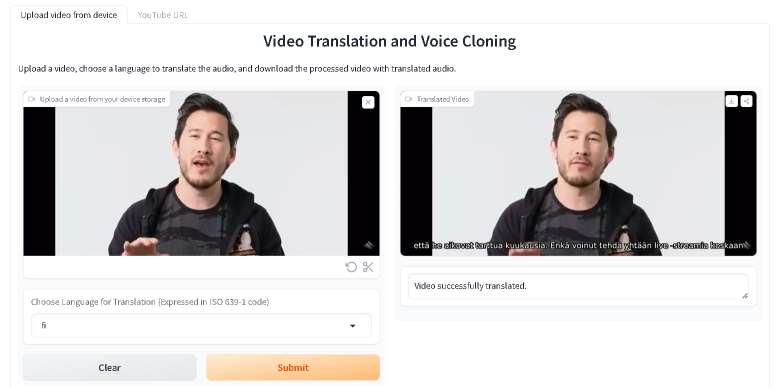 Upload video from device
YouTube URL
Video Translation and Voice Cloning
Upload a video, choose a language to translate the audio, and download the processed video with translated audio.
Upload a video from your device storage
Translated Video
että he aikovat tarttua kuukausia. Enkä voinut tehdä yhtään live -streamia koskaan
Video successfully translated.
Choose Language for Translation (Expressed in ISO 639-1 code)
fi
Clear
Submit